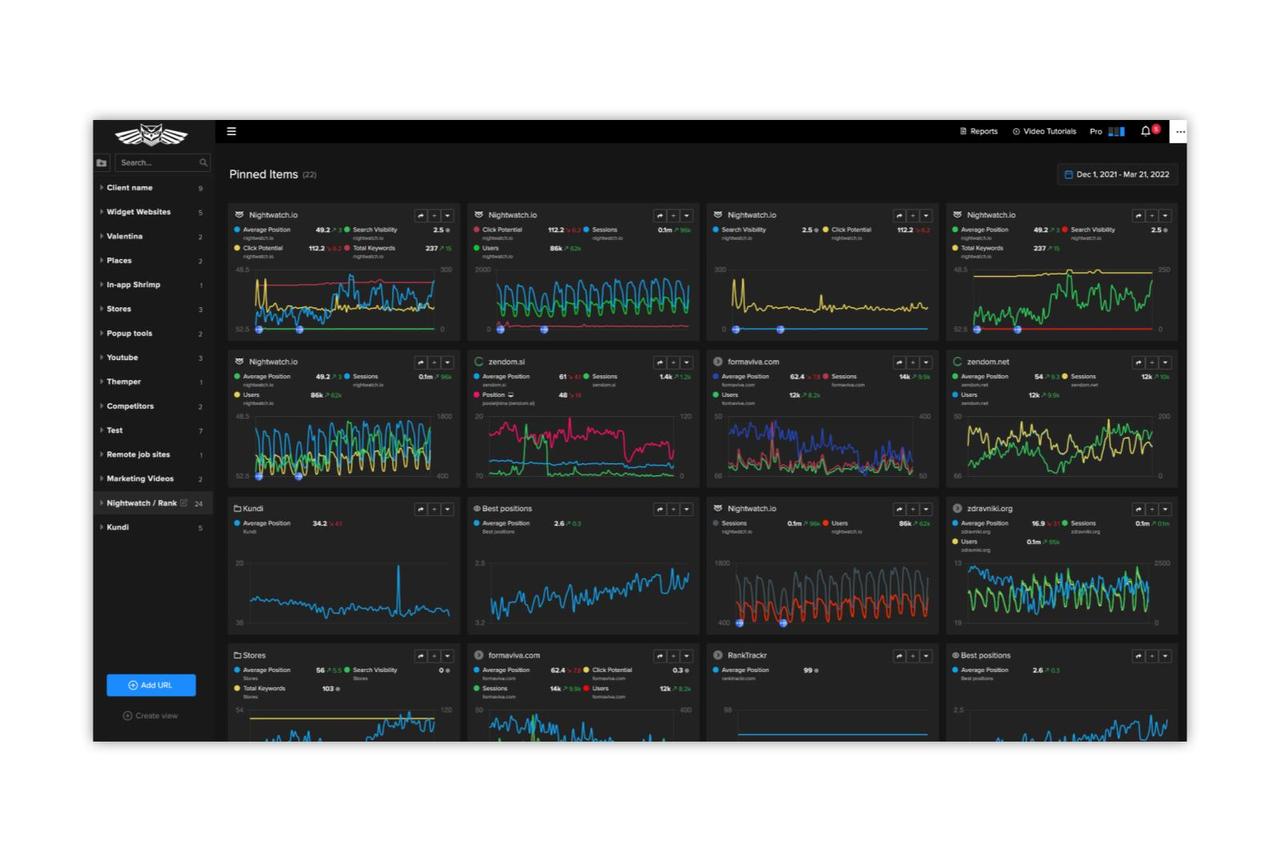 Reports Video Tutorials Pro 5
Search...
Pinned Items (22)
Dec 1, 2021 - Mar 21, 2022
Client name 9
Widget Websites 5
Valentina 2
Places 2
In-app Shrimp 1
Stores 3
Popup tools 2
Youtube 3
Themper 1
Competitors 2
Test 7
Remote job sites 1
Marketing Videos 2
Nightwatch / Rank 24
Kundi 5
Add URL
Create view
Nightwatch.io
Average Position 49.2 3 Search Visibility 2.5
nightwatch.io nightwatch.io
Click Potential 112.2 6.2 Total Keywords 237 15
nightwatch.io nightwatch.io
48.5 300
52.5 0
Nightwatch.io
Click Potential 112.2 6.2 Sessions 0.1m 96k
nightwatch.io nightwatch.io
Users 86k 62k
nightwatch.io
2000
0
Nightwatch.io
Search Visibility 2.5 Click Potential 112.2 6.2
nightwatch.io nightwatch.io
300
0
Nightwatch.io
Average Position 49.2 3 Search Visibility 2.5
nightwatch.io nightwatch.io
Total Keywords 237 15
nightwatch.io
48.5 250
52.5 0
Nightwatch.io
Average Position 49.2 3 Sessions 0.1m 96k
nightwatch.io nightwatch.io
Users 86k 62k
nightwatch.io
48.5 1800
52.5 400
zendom.si
Average Position 61 4.1 Sessions 1.4k 1.2k
zendom.si zendom.si
Position 48 14
20 120
70 0
formaviva.com
Average Position 62.4 7.8 Sessions 14k 9.9k
formaviva.com formaviva.com
Users 12k 8.2k
formaviva.com
50 400
66 50
zendom.net
Average Position 54 9.3 Sessions 12k 10k
zendom.net zendom.net
Users 12k 9.9k
zendom.net
50 200
66 0
Kundi
Average Position 34.2 4.1
Kundi
20
36
Best positions
Average Position 2.6 0.3
Best positions
2.3
3.2
Nightwatch.io
Sessions 0.1m 96k Users 86k 62k
nightwatch.io nightwatch.io
1800
400
zdravniki.org
Average Position 16.9 3.1 Sessions 0.1m 0.1m
zdravniki.org zdravniki.org
Users 0.1m 95k
zdravniki.org
13 2500
19 0
Stores
Average Position 56 5.5 Search Visibility 0
Stores Stores
Total Keywords 103
Stores
54 120
formaviva.com
Average Position 62.4 7.8 Click Potential 0.3
formaviva.com formaviva.com
Sessions 14k 9.9k Users 12k 8.2k
formaviva.com formaviva.com
50 400
RankTrackr
Average Position 99
ranktrackr.com
98
Best positions
Average Position 2.6 0.3
Best positions
2.5